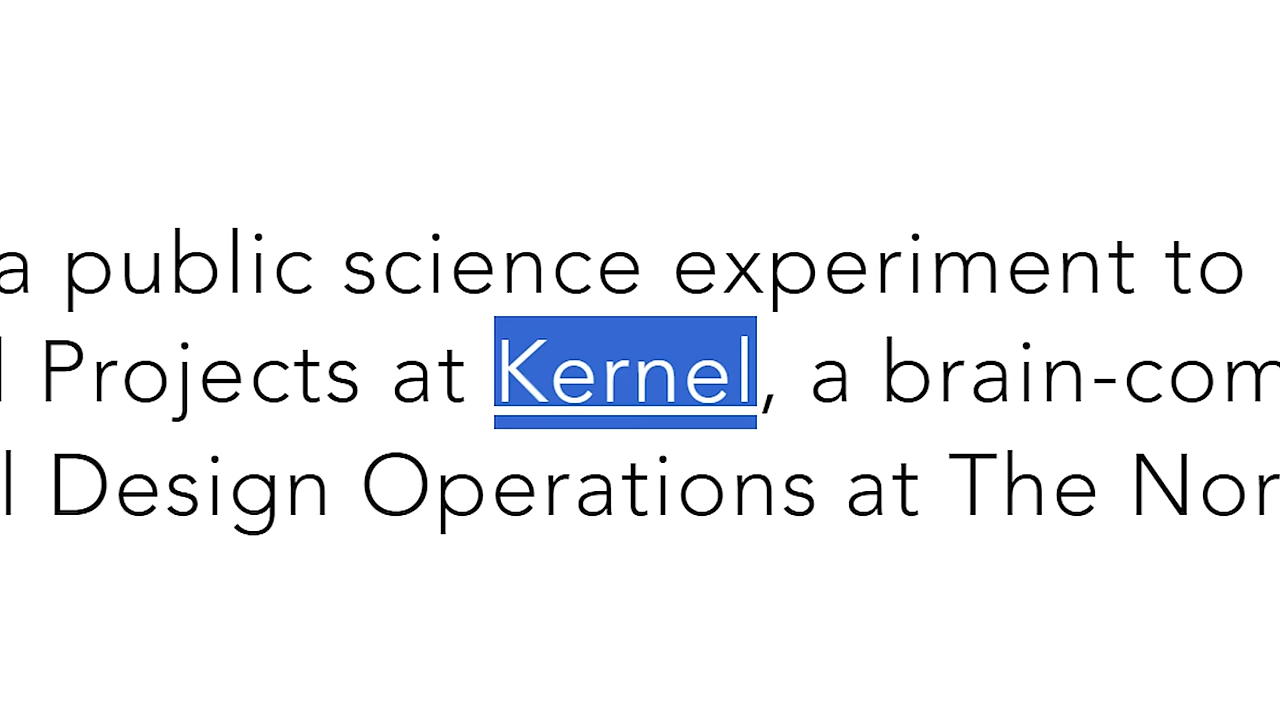 a public science experiment to
Projects at Kernel, a brain-com
Design Operations at The Nor